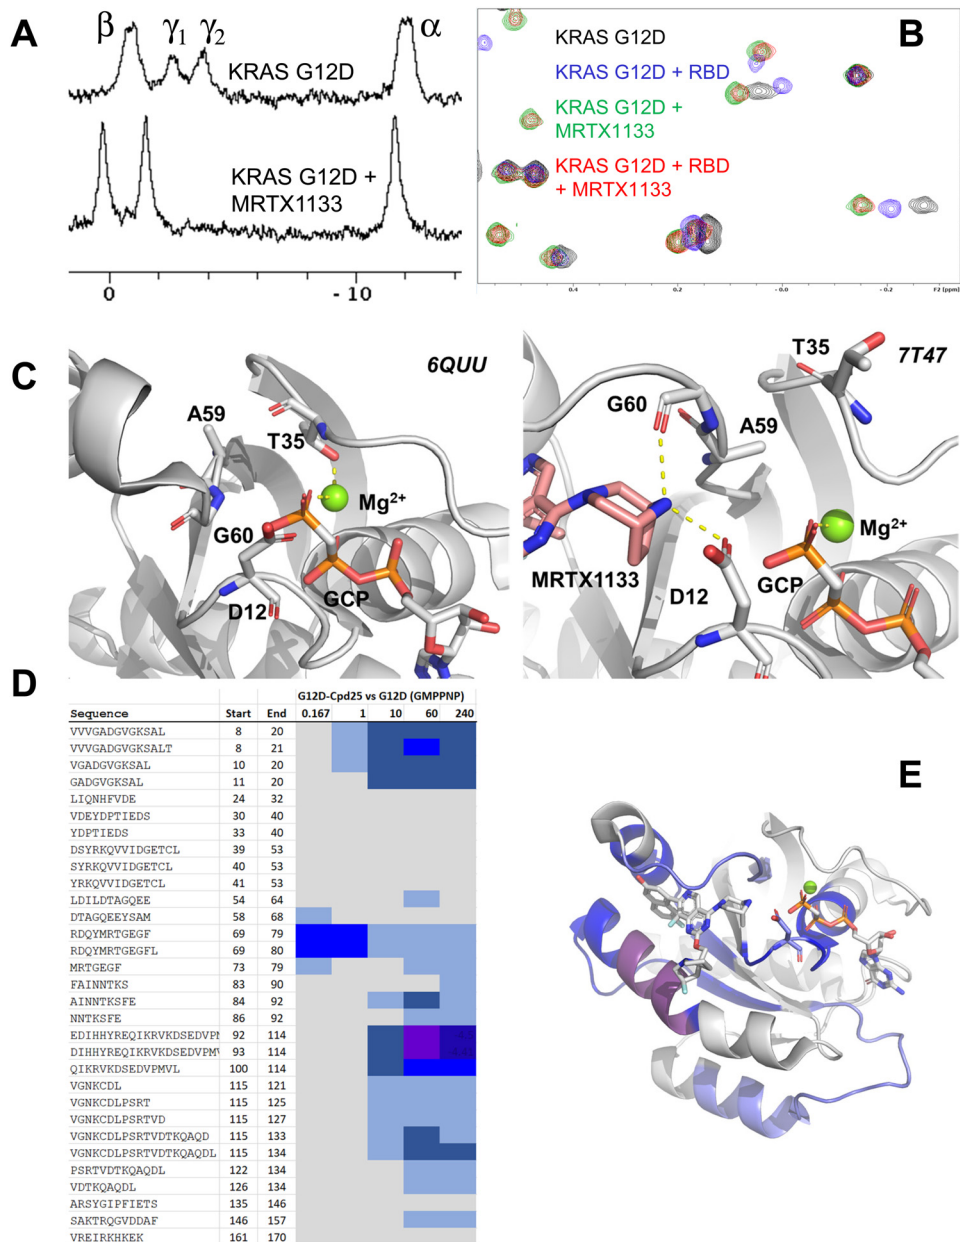 A
β γ1 γ2 α
KRAS G12D
KRAS G12D +
MRTX1133
0 - 10
B
KRAS G12D
KRAS G12D + RBD
KRAS G12D +
MRTX1133
KRAS G12D + RBD
+ MRTX1133
0.4 0.2 - 0.0 - 0.2 F2 [ppm]
C
6QUU
A59
T35
Mg2+
G60
D12
GCP
7T47
T35
G60
A59
Mg2+
MRTX1133
D12
GCP
D
G12D-Cpd25 vs G12D (GMPPNP)
Sequence Start End 0.167 1 10 60 240
VVVGADGVGKSAL 8 20
VVVGADGVGKSALT 8 21
VGADGVGKSAL 10 20
GADGVGKSAL 11 20
LIQNHFVDE 24 32
VDEYDPTIEDS 30 40
YDPTIEDS 33 40
DSYRKQVVIDGETCL 39 53
SYRKQVVIDGETCL 40 53
YRKQVVIDGETCL 41 53
LDILDTAGQEE 54 64
DTAGQEEYSAM 58 68
RDQYMRTGEGF 69 79
RDQYMRTGEGFL 69 80
MRTGEGF 73 79
FAINNTKS 83 90
AINNTKSFE 84 92
NNTKSFE 86 92
EDIHHYREQIKRVKDSEDVPM 92 114
DIHHYREQIKRVKDSEDVPMV 93 114
QIKRVKDSEDVPMVL 100 114
VGNKCDL 115 121
VGNKCDLPSRT 115 125
VGNKCDLPSRTVD 115 127
VGNKCDLPSRTVDTKQAQD 115 133
VGNKCDLPSRTVDTKQAQDL 115 134
PSRTVDTKQAQDL 122 134
VDTKQAQDL 126 134
ARSYGIPFIETS 135 146
SAKTRQGVDDAF 146 157
VREIRKHKEK 161 170
E